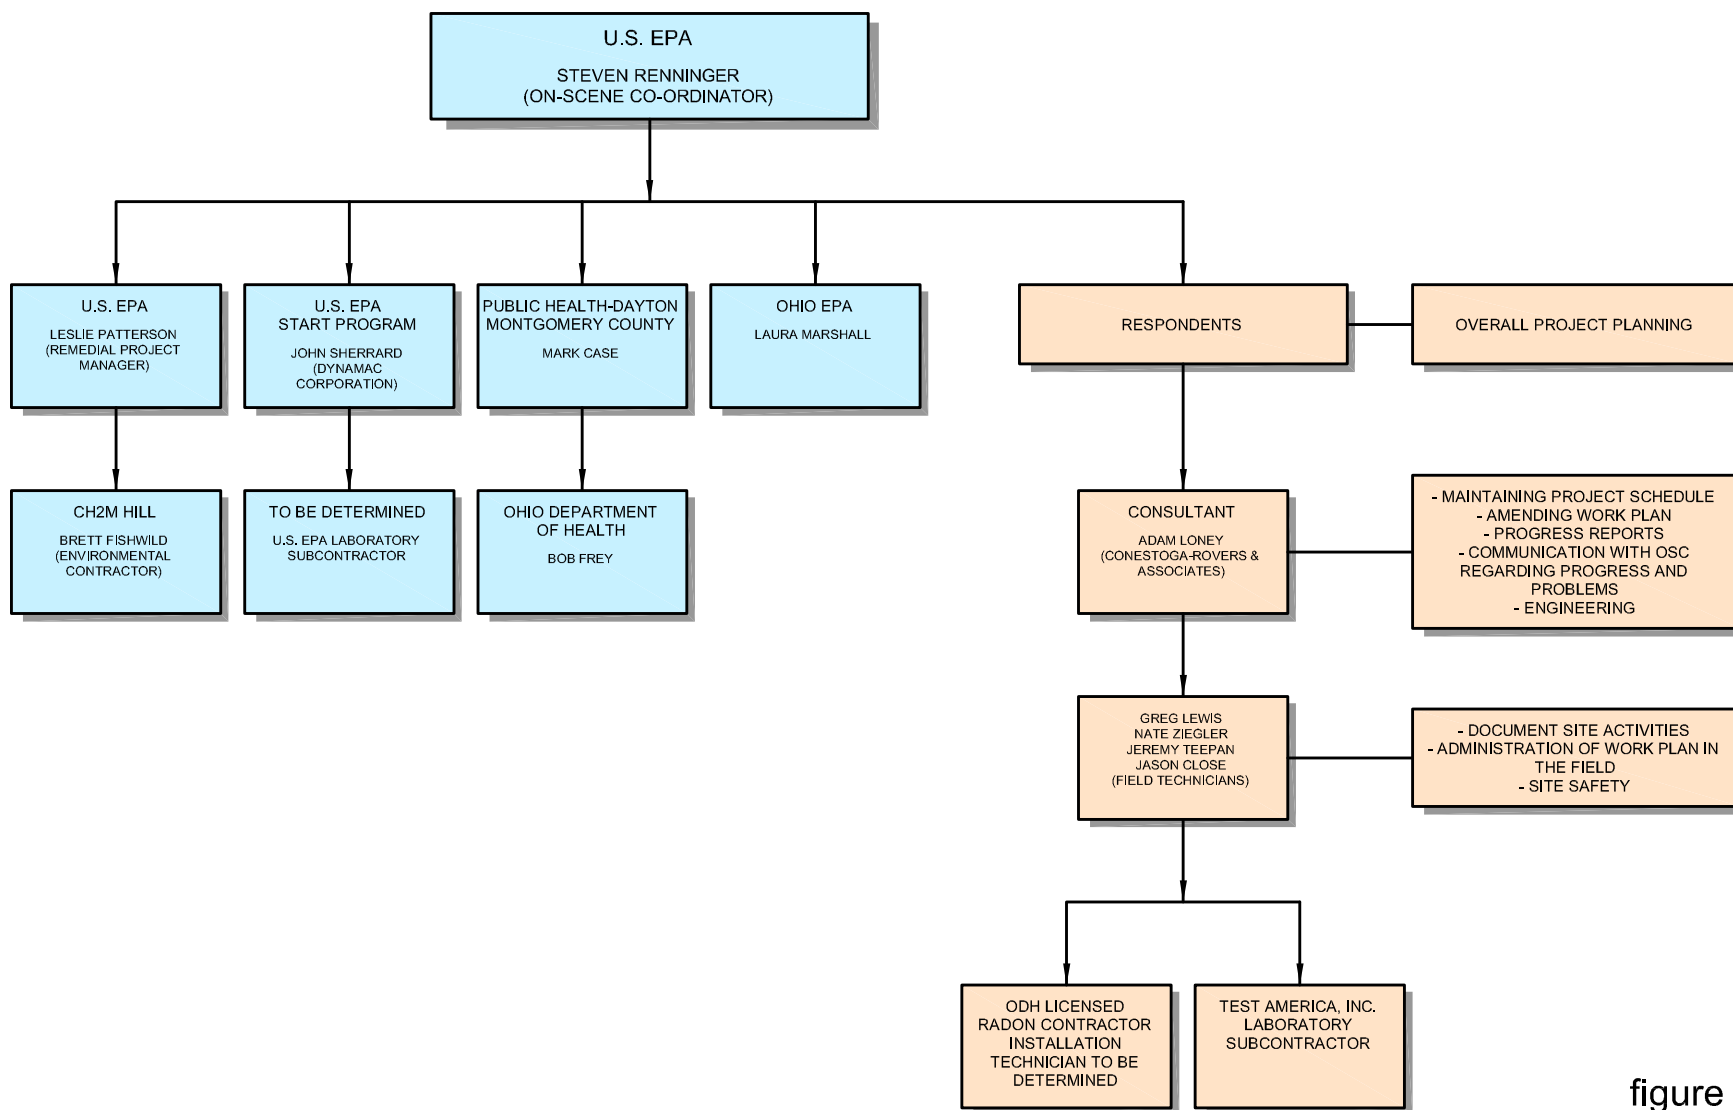 U.S. EPA
STEVEN RENNINGER
(ON-SCENE CO-ORDINATOR)
U.S. EPA
LESLIE PATTERSON
(REMEDIAL PROJECT
MANAGER)
U.S. EPA
START PROGRAM
JOHN SHERRARD
(DYNAMAC
CORPORATION)
PUBLIC HEALTH-DAYTON
MONTGOMERY COUNTY
MARK CASE
OHIO EPA
LAURA MARSHALL
RESPONDENTS
OVERALL PROJECT PLANNING
CH2M HILL
BRETT FISHWILD
(ENVIRONMENTAL
CONTRACTOR)
TO BE DETERMINED
U.S. EPA LABORATORY
SUBCONTRACTOR
OHIO DEPARTMENT
OF HEALTH
BOB FREY
CONSULTANT
ADAM LONEY
(CONESTOGA-ROVERS &
ASSOCIATES)
- MAINTAINING PROJECT SCHEDULE
- AMENDING WORK PLAN
- PROGRESS REPORTS
- COMMUNICATION WITH OSC
REGARDING PROGRESS AND
PROBLEMS
- ENGINEERING
GREG LEWIS
NATE ZIEGLER
JEREMY TEEPAN
JASON CLOSE
(FIELD TECHNICIANS)
- DOCUMENT SITE ACTIVITIES
- ADMINISTRATION OF WORK PLAN IN
THE FIELD
- SITE SAFETY
ODH LICENSED
RADON CONTRACTOR
INSTALLATION
TECHNICIAN TO BE
DETERMINED
TEST AMERICA, INC.
LABORATORY
SUBCONTRACTOR
figure